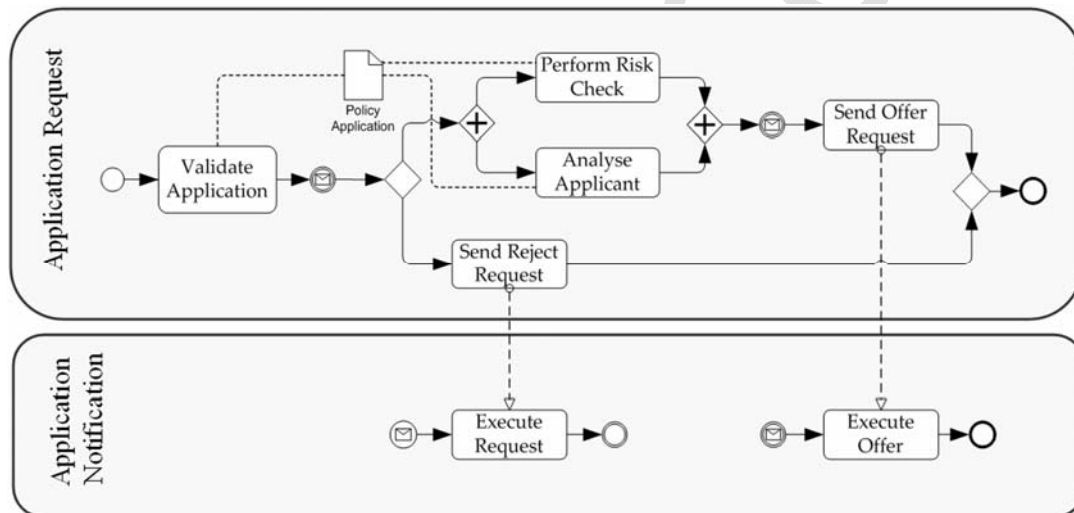 Application Request
Perform Risk
Check
Policy
Application
Send Offer
Request
Validate
Application
Analyse
Applicant
Send Reject
Request
Application
Notification
Execute
Request
Execute
Offer